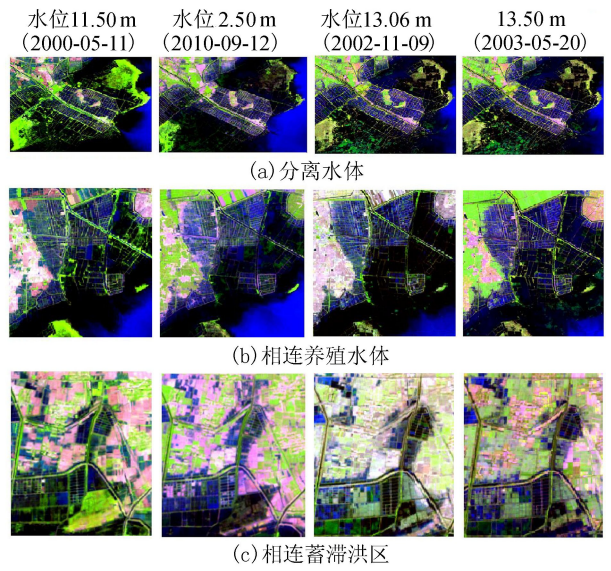 水位11.50 m 水位2.50 m 水位13.06 m 13.50 m
(2000-05-11) (2010-09-12) (2002-11-09) (2003-05-20)
(a)分离水体
(b)相连养殖水体
(c)相连蓄滞洪区